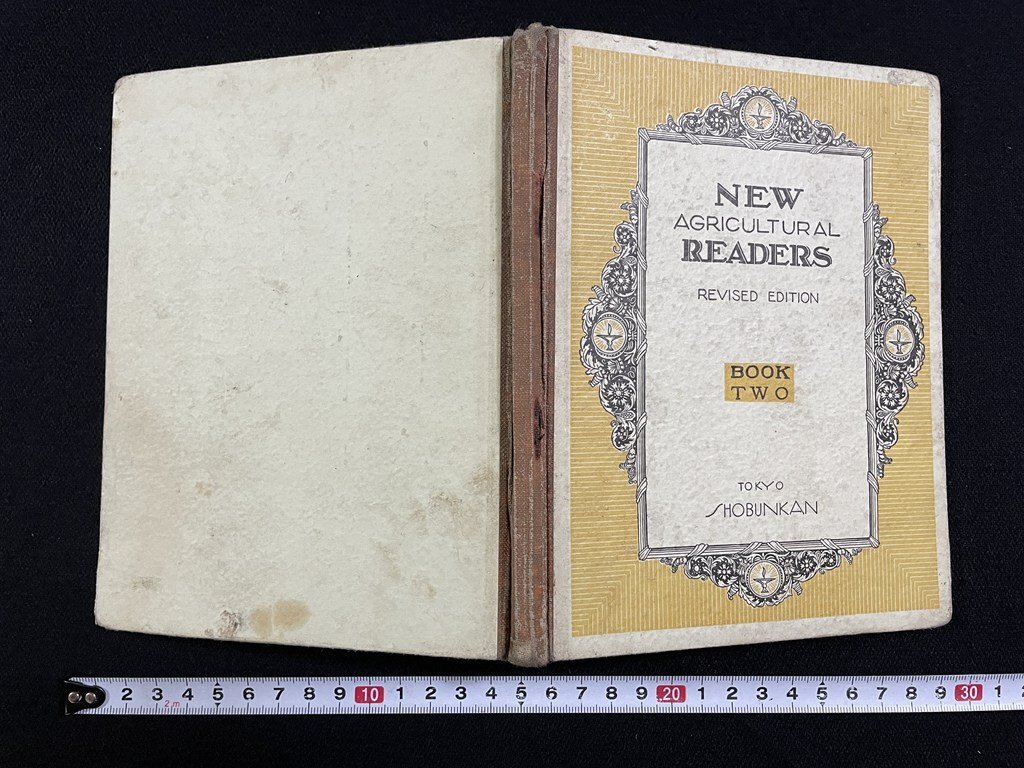 NEW
AGRICULTURAL
READERS
REVISED EDITION
BOOK
TWO
TOKYO
SHOBUNKAN
2 3 4 5 6 7 8 9 10 1 2 3 4 5 6 7 8 9 20 1 2 3 4 5 6 7 8 9 30 1 2
2m